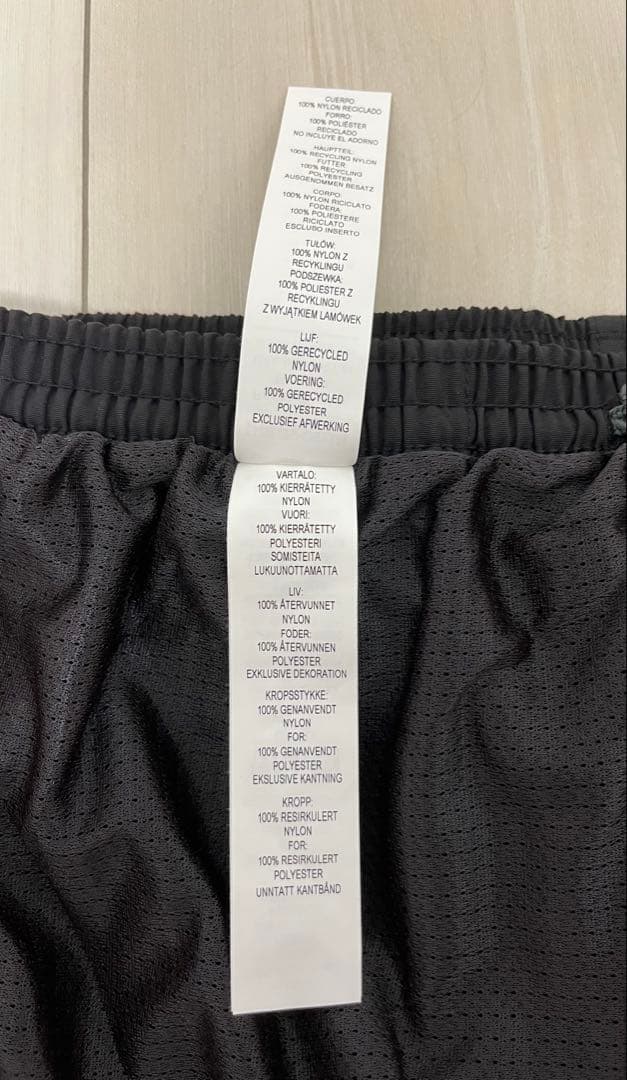 CUERPO:
100% NYLON RECICLADO
FORRO:
100% POLIÉSTER
RECICLADO
NO INCLUYE EL ADORNO
HAUPTTEIL:
100% RECYCLING NYLON
FUTTER:
100% RECYCLING
POLYESTER
AUSGENOMMEN BESATZ
CORPO:
100% NYLON RICICLATO
FODERA:
100% POLIESTERE
RICICLATO
ESCLUSO INSERTO
TUŁÓW:
100% NYLON Z
RECYKLINGU
PODSZEWKA:
100% POLIESTER Z
RECYKLINGU
Z WYJĄTKIEM LAMÓWEK
LIJF:
100% GERECYCLED
NYLON
VOERING:
100% GERECYCLED
POLYESTER
EXCLUSIEF AFWERKING
VARTALO:
100% KIERRÄTETTY
NYLON
VUORI:
100% KIERRÄTETTY
POLYESTERI
SOMISTEITA
LUKUUNOTTAMATTA
LIV:
100% ÅTERVUNNET
NYLON
FODER:
100% ÅTERVUNNEN
POLYESTER
EXKLUSIVE DEKORATION
KROPSSTYKKE:
100% GENANVENDT
NYLON
FOR:
100% GENANVENDT
POLYESTER
EKSLUSIVE KANTNING
KROPP:
100% RESIRKULERT
NYLON
FOR:
100% RESIRKULERT
POLYESTER
UNNTATT KANTBÅND